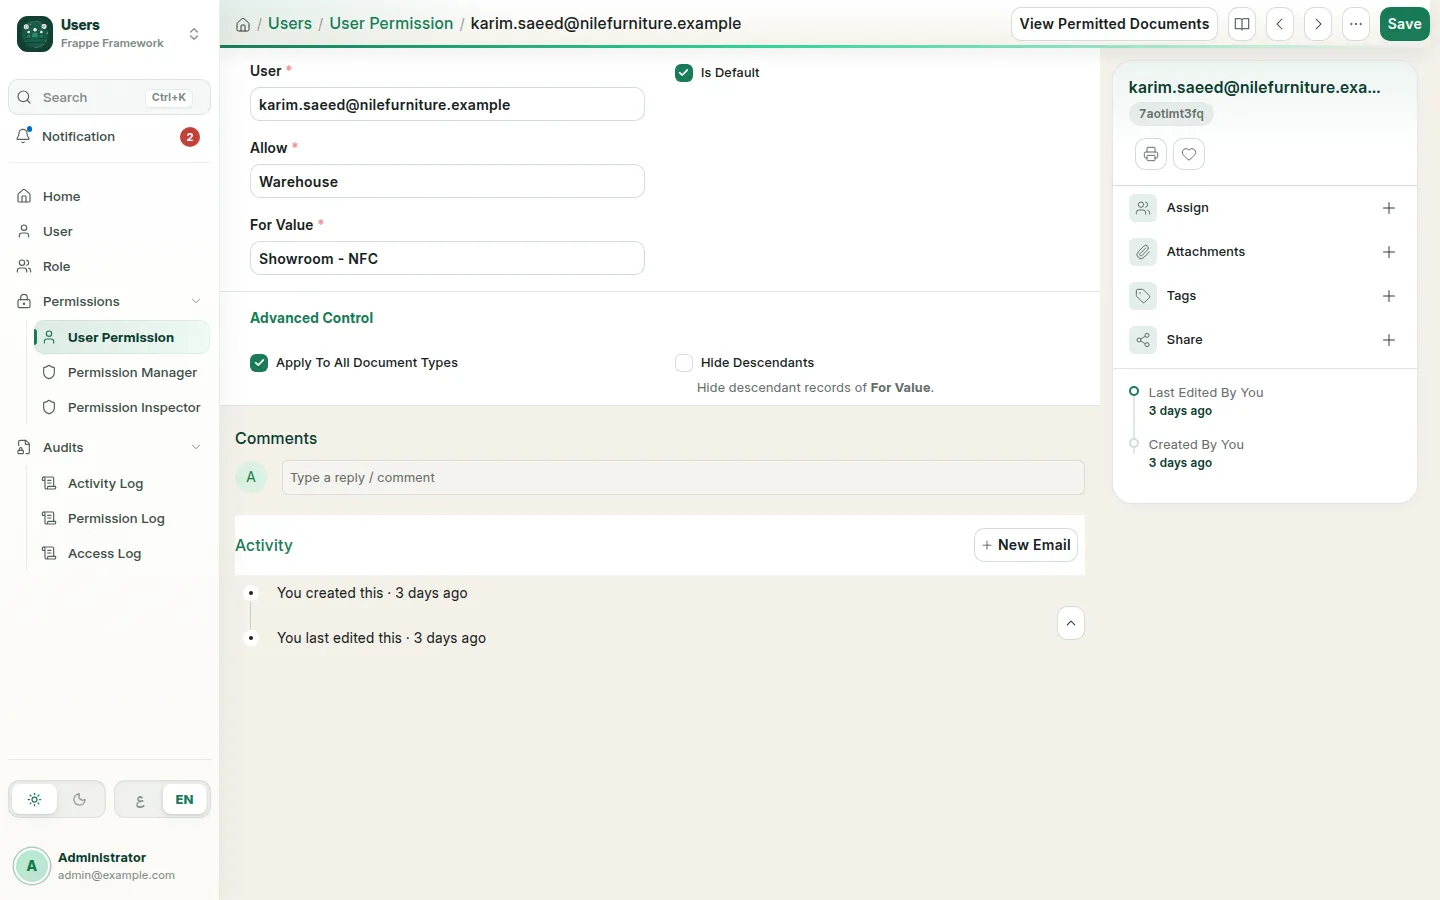 Users
Frappe Framework
Search
Ctrl+K
Notification
2
Home
User
Role
Permissions
User Permission
Permission Manager
Permission Inspector
Audits
Activity Log
Permission Log
Access Log
ع
EN
A
Administrator
admin@example.com
/ Users / User Permission / karim.saeed@nilefurniture.example
View Permitted Documents
Save
User *
karim.saeed@nilefurniture.example
Is Default
Allow *
Warehouse
For Value *
Showroom - NFC
Advanced Control
Apply To All Document Types
Hide Descendants
Hide descendant records of For Value.
Comments
A
Type a reply / comment
Activity
New Email
You created this · 3 days ago
You last edited this · 3 days ago
karim.saeed@nilefurniture.exa...
7aotimt3fq
Assign
Attachments
Tags
Share
Last Edited By You
3 days ago
Created By You
3 days ago